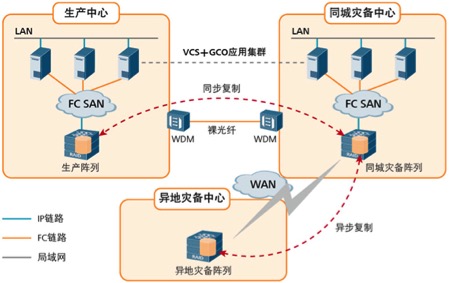 生产中心
同城灾备中心
LAN
LAN
VCS+GCO应用集群
FC SAN
FC SAN
同步复制
裸光纤
WDM
WDM
生产阵列
同城灾备阵列
异地灾备中心
WAN
异步复制
异地灾备阵列
IP链路
FC链路
局域网